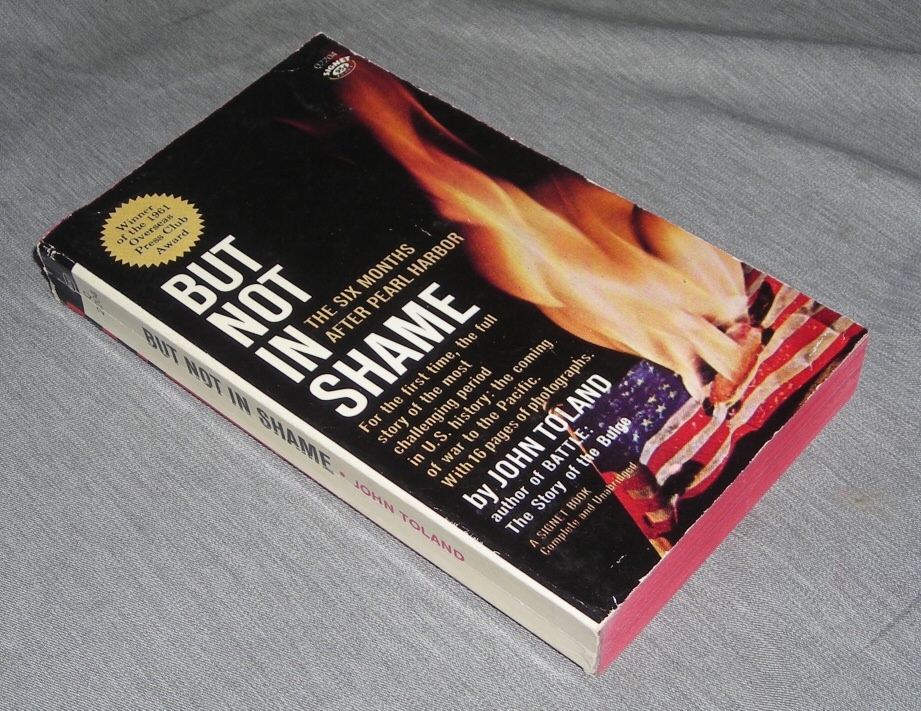 SIGNET
Winner
of the 1961
Overseas
Press Club
Award
BUT
NOT
IN
THE SIX MONTHS
AFTER PEARL HARBOR
SHAME
For the first time, the full
story of the most
challenging period
in U.S. history: the coming
of war to the Pacific.
With 16 pages of photographs.
by JOHN TOLAND
author of BATTLE:
The Story of the Bulge
A SIGNET BOOK
Complete and Unabridged
BUT NOT IN SHAME • JOHN TOLAND